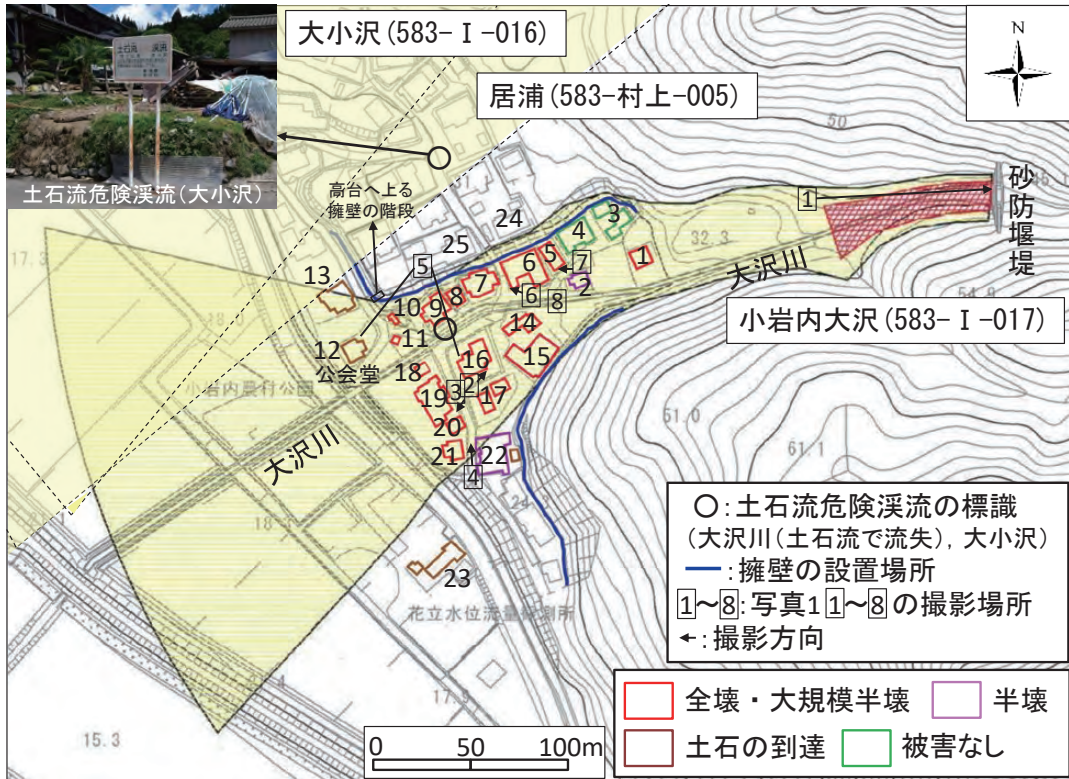 大小沢(583-Ⅰ-016)
居浦(583-村上-005)
N
土石流
渓流
土石流危険渓流(大小沢)
高台へ上る
擁壁の階段
砂防堰堤
大沢川
小岩内大沢(583-Ⅰ-017)
50
32.3
54.9
51.0
61.1
17.3
18.0
24
25
13
12
公会堂
小岩内農村公園
大沢川
1
2
3
4
5
6
7
8
9
10
11
14
15
16
17
18
19
20
21
22
23
1
2
3
4
5
6
7
8
24
花立水位流量観測所
17.9
15.3
○:土石流危険渓流の標識
(大沢川(土石流で流失), 大小沢)
:擁壁の設置場所
1~8:写真1 1~8の撮影場所
←:撮影方向
全壊・大規模半壊
半壊
土石の到達
被害なし
0 50 100m